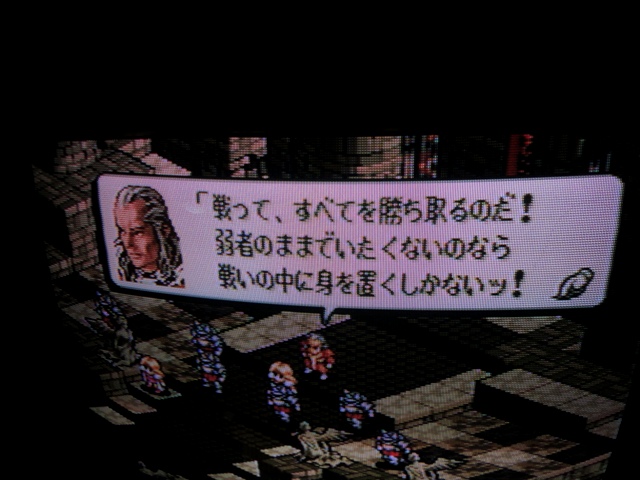 「戦って、すべてを勝ち取るのだ！
弱者のままでいたくないのなら
戦いの中に身を置くしかないッ！